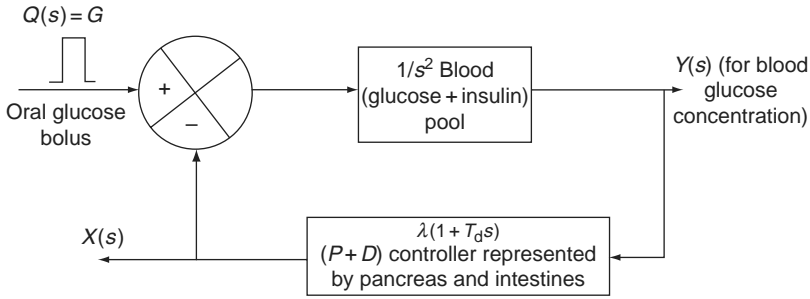 Q(s) = G
Oral glucose
bolus
+
−
1/s² Blood
(glucose + insulin)
pool
Y(s) (for blood
glucose
concentration)
X(s)
λ(1 + T_d s)
(P + D) controller represented
by pancreas and intestines